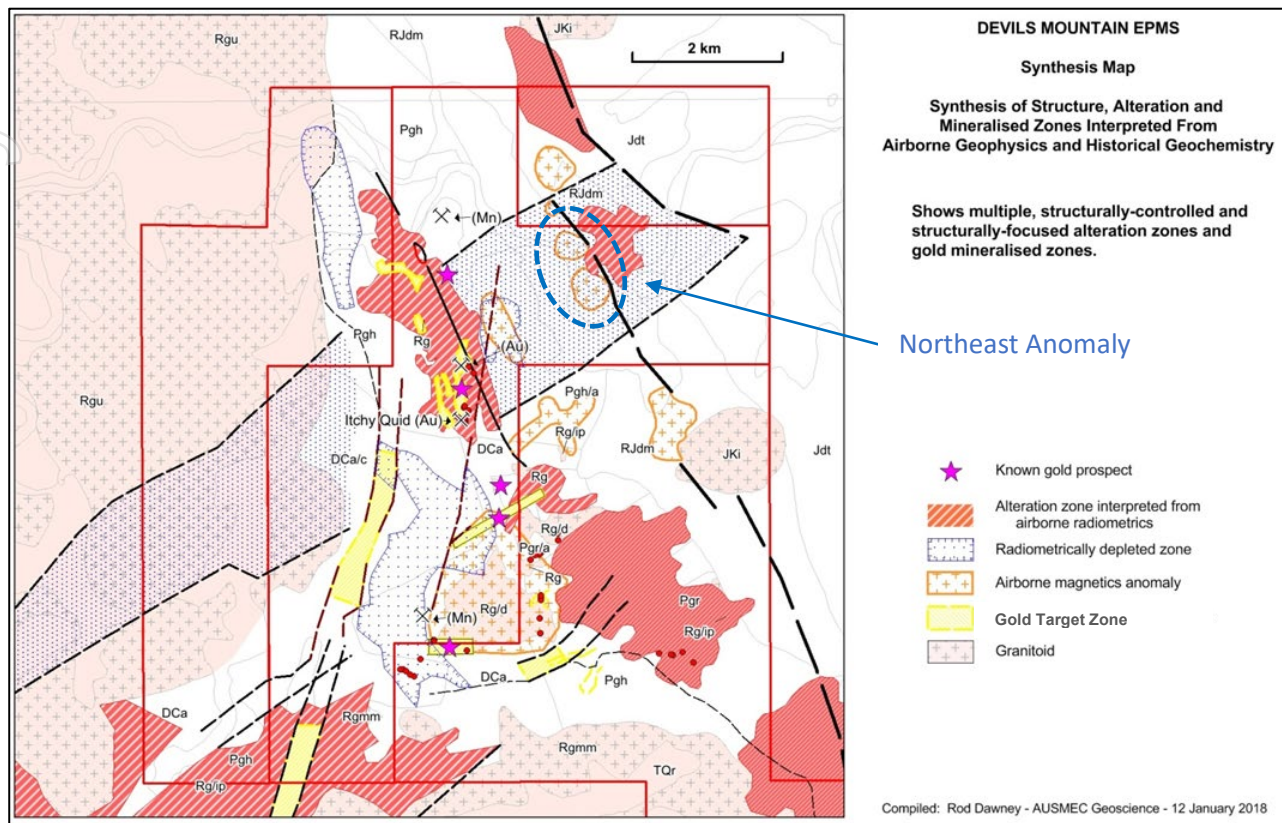 DEVILS MOUNTAIN EPMS
Synthesis Map
Synthesis of Structure, Alteration and
Mineralised Zones Interpreted From
Airborne Geophysics and Historical Geochemistry
Shows multiple, structurally-controlled and
structurally-focused alteration zones and
gold mineralised zones.
Northeast Anomaly
Known gold prospect
Alteration zone interpreted from
airborne radiometrics
Radiometrically depleted zone
Airborne magnetics anomaly
Gold Target Zone
Granitoid
Compiled: Rod Dawney - AUSMEC Geoscience - 12 January 2018
Rgu
RJdm
JKi
2 km
Pgh
Jdt
RJdm
(Mn)
Pgh
Rg
(Au)
Rgu
Pgh/a
Itchy Quid (Au)
Rg/ip
DCa
RJdm
JKi
Jdt
DCa/c
Rg
Rg/d
Pgr/a
Rg
Pgr
Rg/d
(Mn)
Rg/ip
DCa
Pgh
DCa
Rgmm
Pgh
Rgmm
Rg/ip
TQr